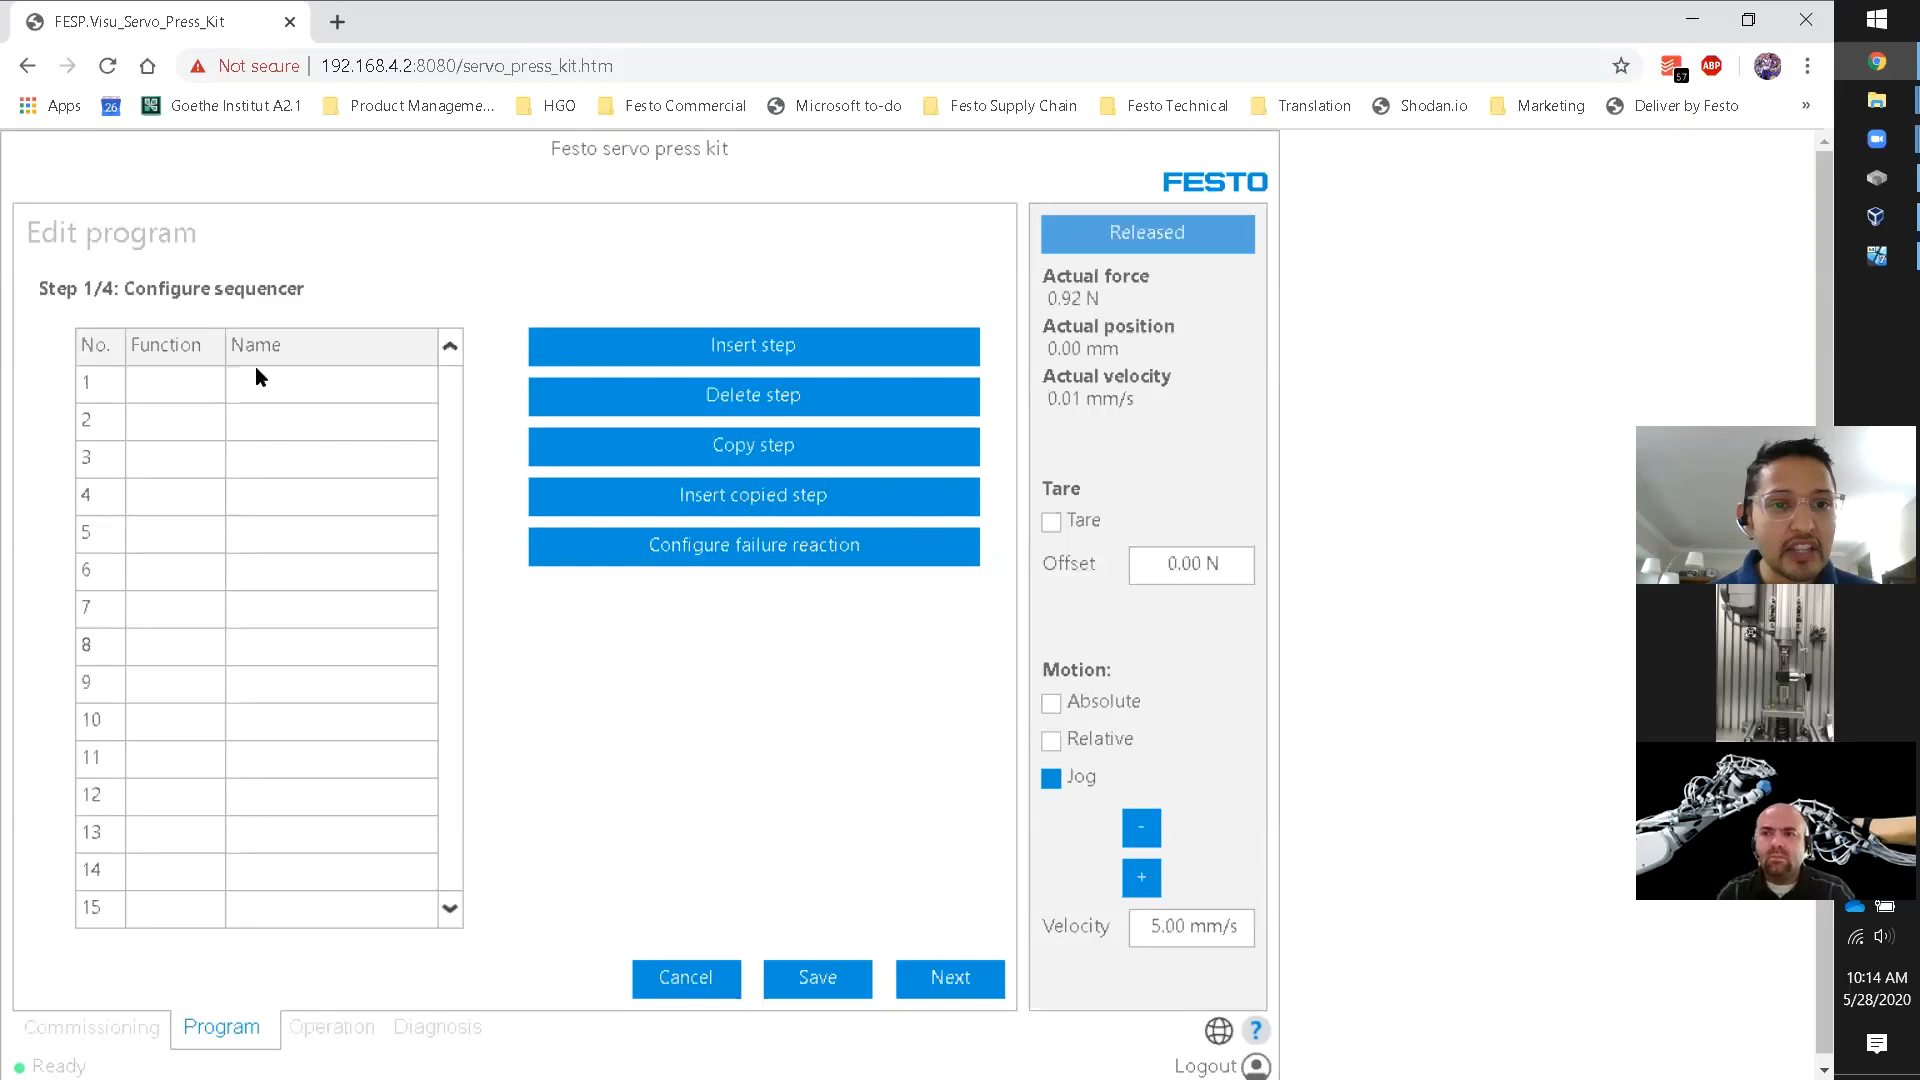 FESP.Visu_Servo_Press_Kit
Not secure
192.168.4.2:8080/servo_press_kit.htm
57
ABP
Apps
26
Goethe Institut A2.1
Product Manageme...
HGO
Festo Commercial
Microsoft to-do
Festo Supply Chain
Festo Technical
Translation
Shodan.io
Marketing
Deliver by Festo
»
Festo servo press kit
FESTO
Edit program
Step 1/4: Configure sequencer
No. Function Name
1
2
3
4
5
6
7
8
9
10
11
12
13
14
15
Insert step
Delete step
Copy step
Insert copied step
Configure failure reaction
Cancel
Save
Next
Released
Actual force
0.92 N
Actual position
0.00 mm
Actual velocity
0.01 mm/s
Tare
Tare
Offset 0.00 N
Motion:
Absolute
Relative
Jog
-
+
Velocity 5.00 mm/s
Commissioning
Program
Operation
Diagnosis
?
Ready
Logout
10:14 AM
5/28/2020